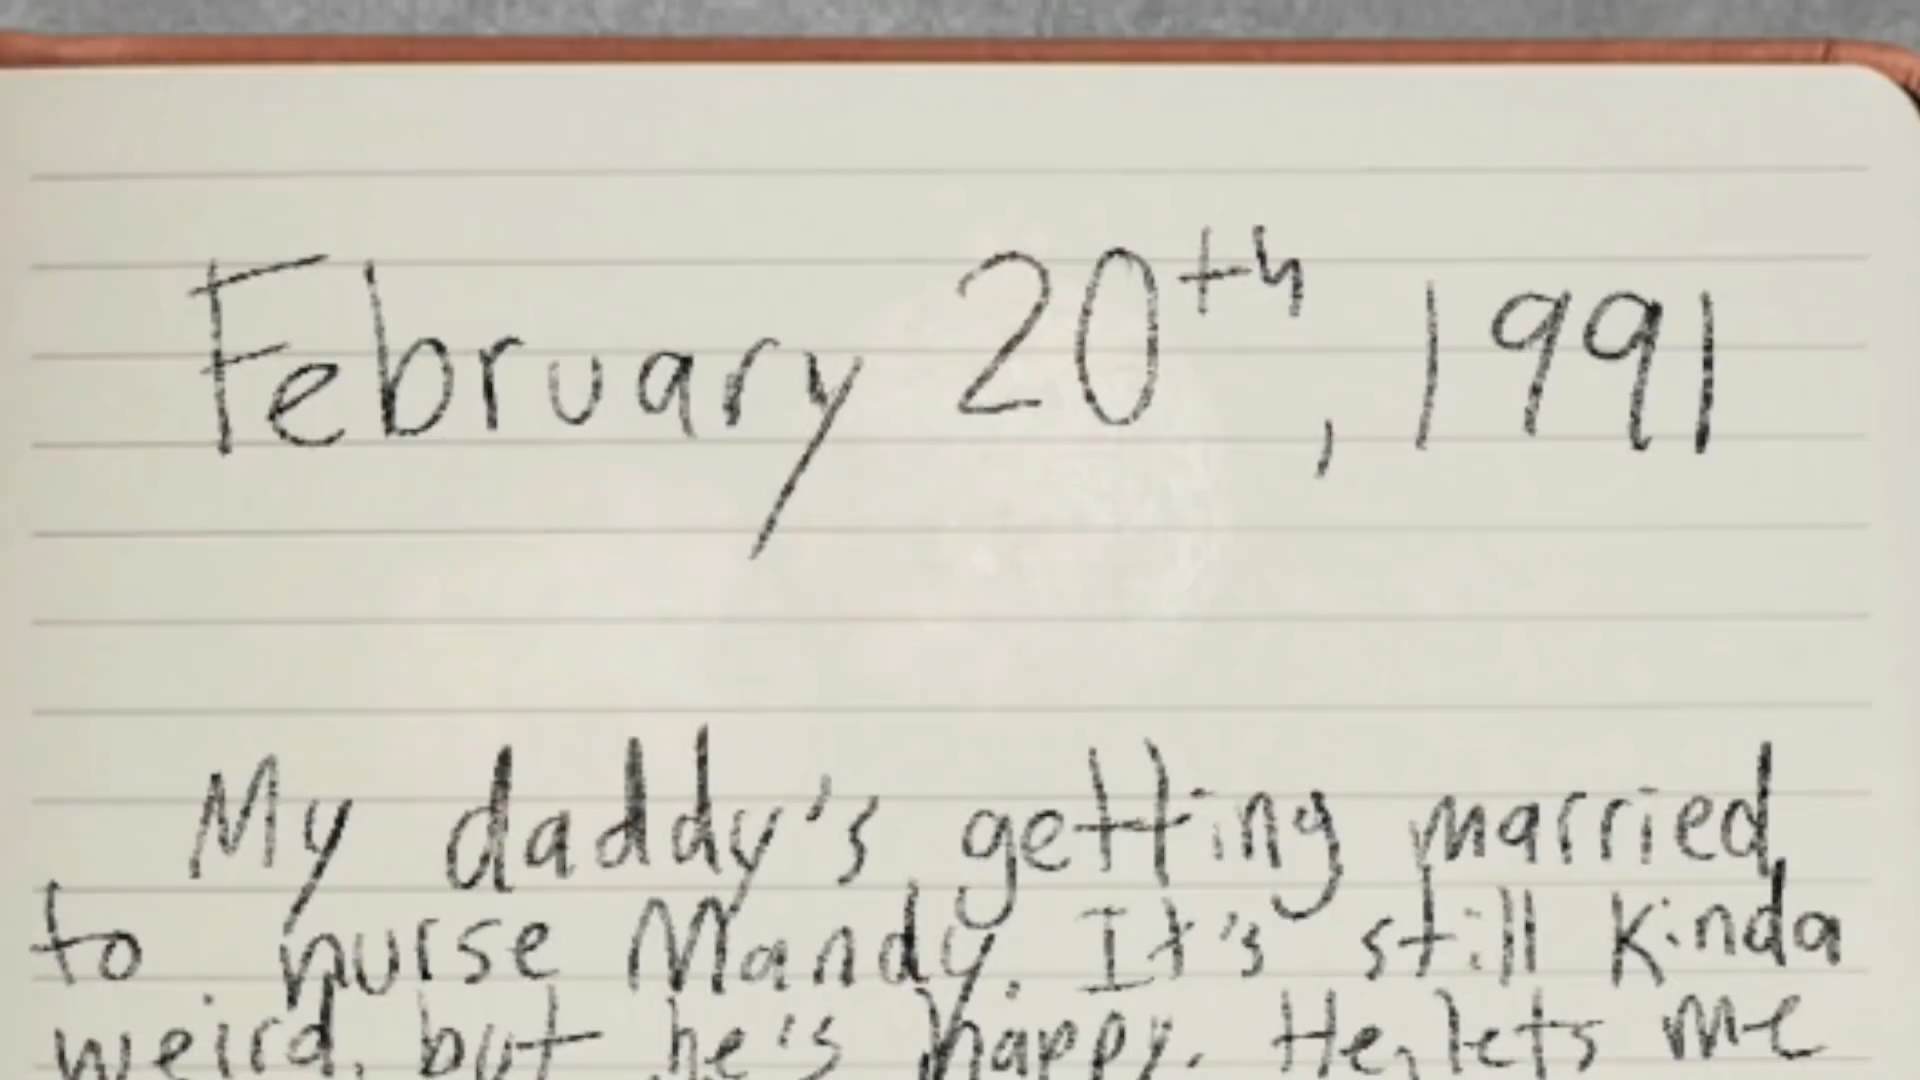 February 20th, 1991
My daddy's getting married
to nurse Mandy. It's still kinda
weird, but he's happy. He lets me